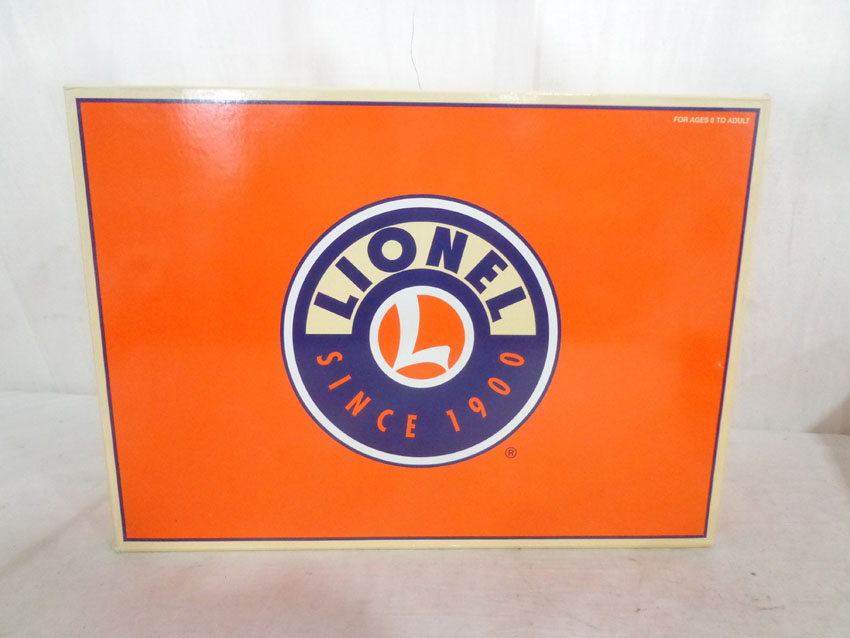 FOR AGES 8 TO ADULT
LIONEL
L
SINCE 1900
®